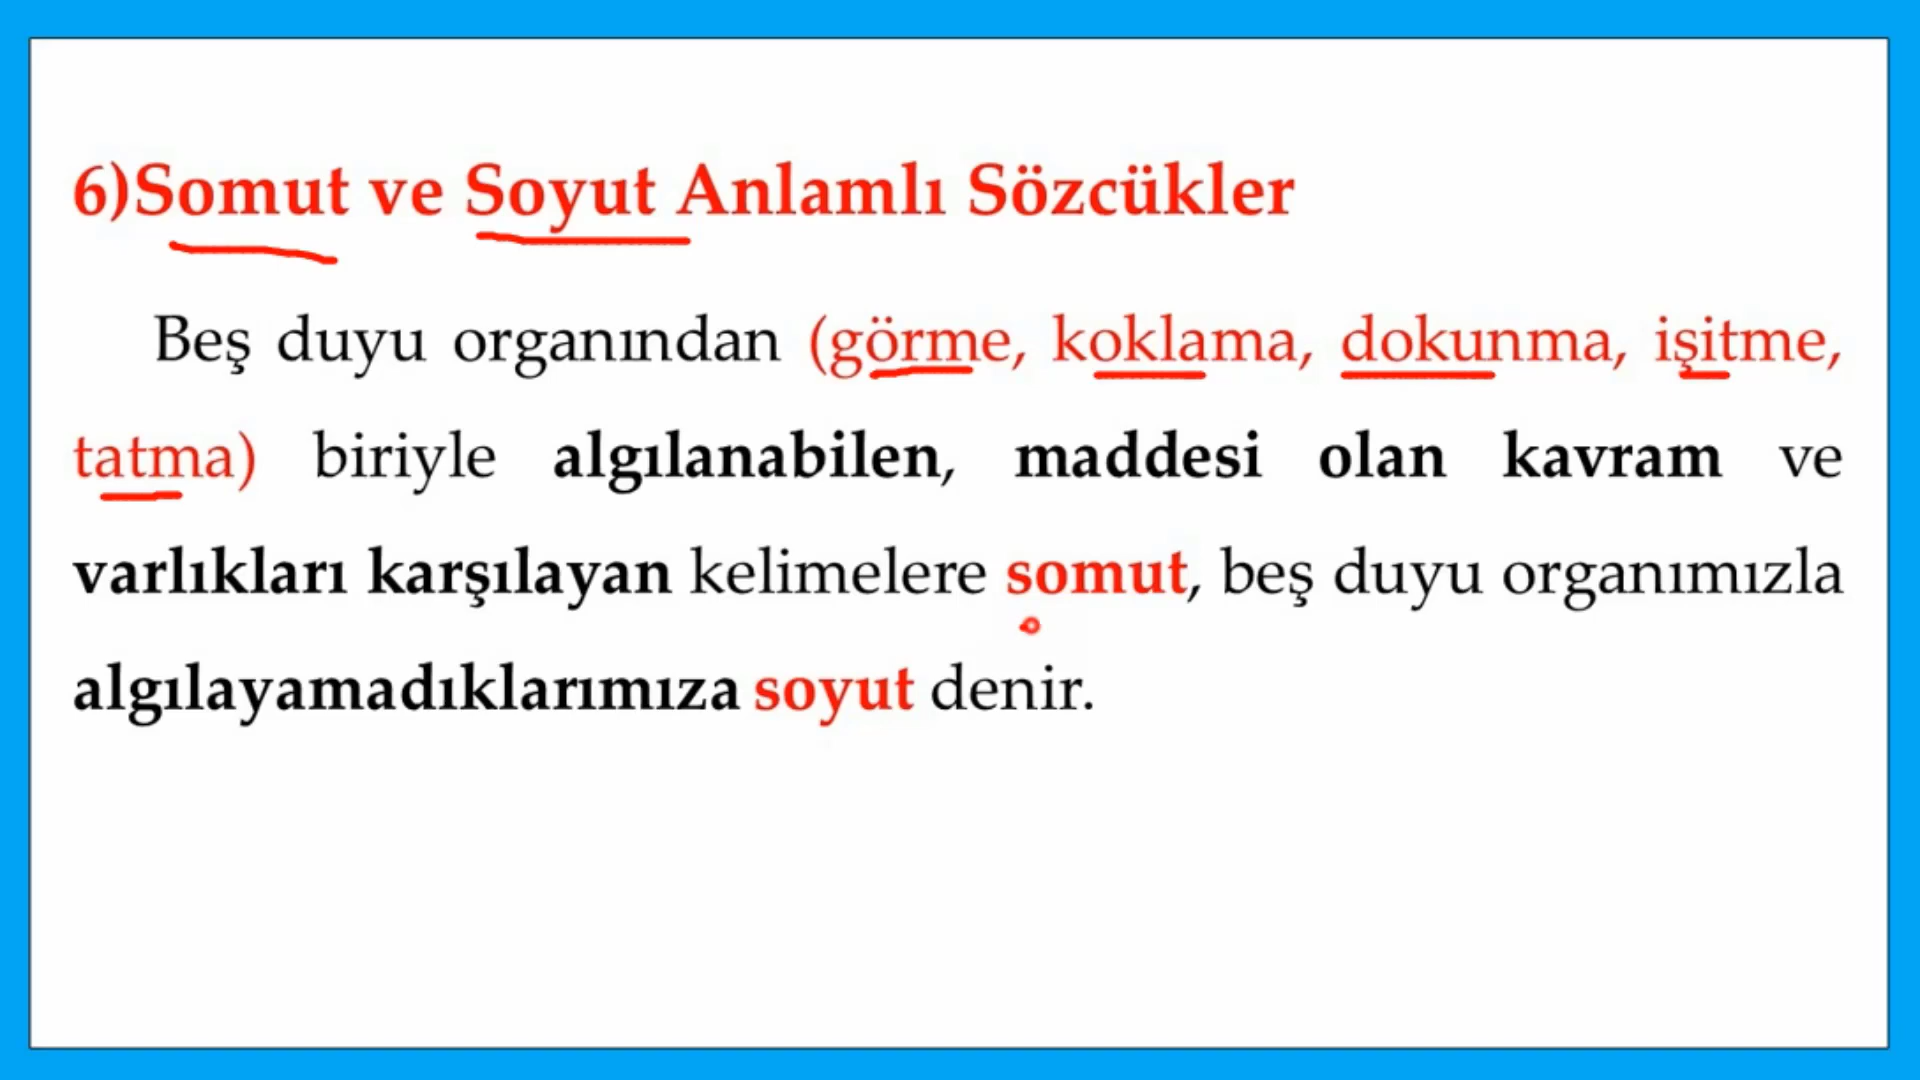 6)Somut ve Soyut Anlamlı Sözcükler
Beş duyu organından (görme, koklama, dokunma, işitme,
tatma) biriyle algılanabilen, maddesi olan kavram ve
varlıkları karşılayan kelimelere somut, beş duyu organımızla
algılayamadıklarımıza soyut denir.